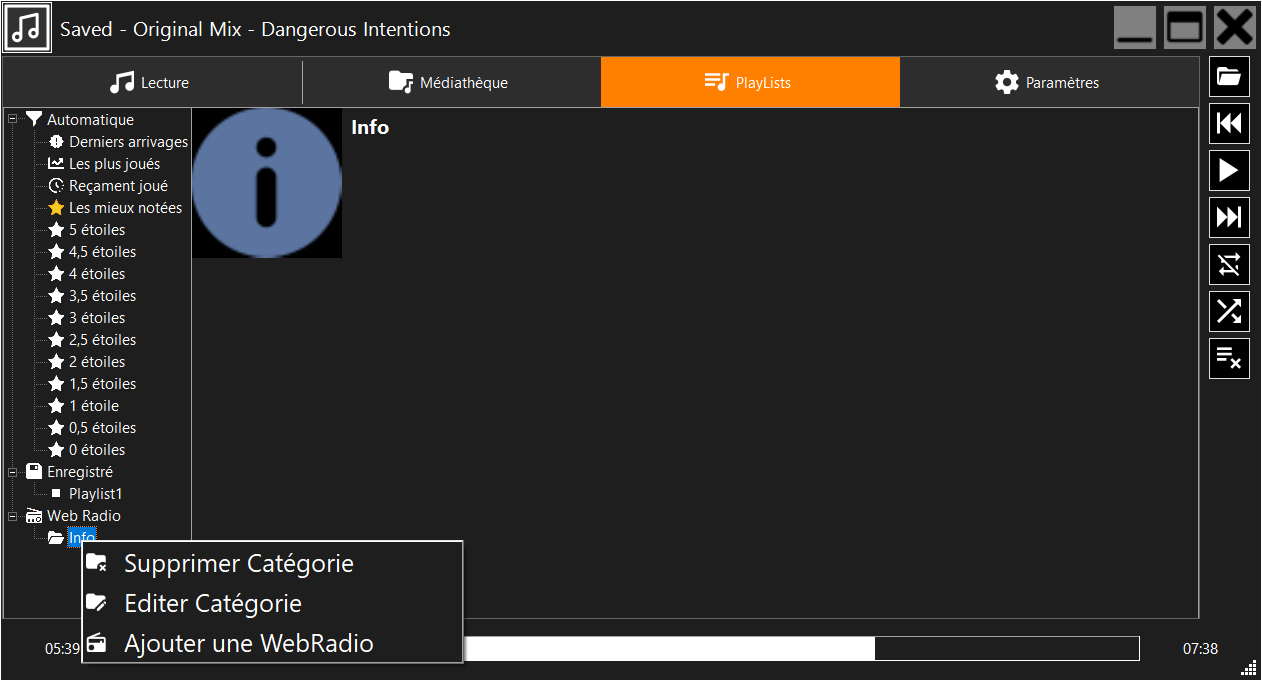 Saved - Original Mix - Dangerous Intentions
Lecture
Médiathèque
PlayLists
Paramètres
Automatique
Derniers arrivages
Les plus joués
Reçament joué
Les mieux notées
5 étoiles
4,5 étoiles
4 étoiles
3,5 étoiles
3 étoiles
2,5 étoiles
2 étoiles
1,5 étoiles
1 étoile
0,5 étoiles
0 étoiles
Enregistré
Playlist1
Web Radio
Info
Info
Supprimer Catégorie
Editer Catégorie
Ajouter une WebRadio
05:39
07:38